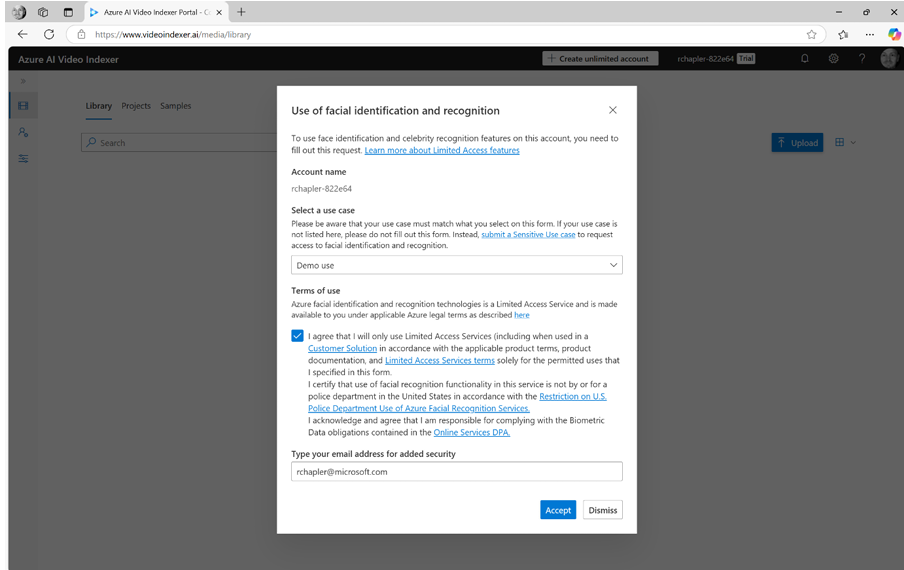 Azure AI Video Indexer Portal - C
https://www.videoindexer.ai/media/library
Azure AI Video Indexer
Create unlimited account
rchapler-822e64 Trial
Library Projects Samples
Search
Upload
Use of facial identification and recognition
To use face identification and celebrity recognition features on this account, you need to
fill out this request. Learn more about Limited Access features
Account name
rchapler-822e64
Select a use case
Please be aware that your use case must match what you select on this form. If your use case is
not listed here, please do not fill out this form. Instead, submit a Sensitive Use case to request
access to facial identification and recognition.
Demo use
Terms of use
Azure facial identification and recognition technologies is a Limited Access Service and is made
available to you under applicable Azure legal terms as described here
I agree that I will only use Limited Access Services (including when used in a
Customer Solution in accordance with the applicable product terms, product
documentation, and Limited Access Services terms solely for the permitted uses that
I specified in this form.
I certify that use of facial recognition functionality in this service is not by or for a
police department in the United States in accordance with the Restriction on U.S.
Police Department Use of Azure Facial Recognition Services.
I acknowledge and agree that I am responsible for complying with the Biometric
Data obligations contained in the Online Services DPA.
Type your email address for added security
rchapler@microsoft.com
Accept Dismiss